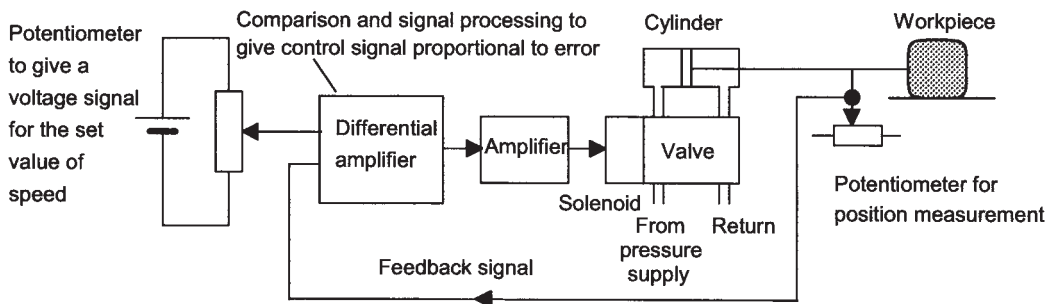 Potentiometer
to give a
voltage signal
for the set
value of
speed
Comparison and signal processing to
give control signal proportional to error
Differential
amplifier
Amplifier
Solenoid
Cylinder
Valve
From
pressure
supply
Return
Workpiece
Potentiometer for
position measurement
Feedback signal